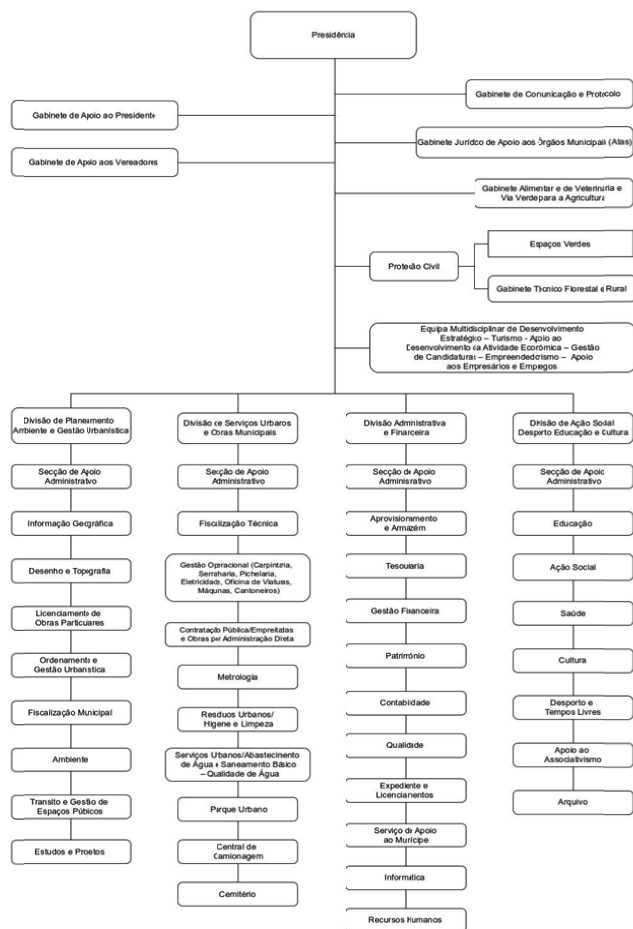 Presidência
Gabinete de Comunicação e Protocolo
Gabinete de Apoio ao Presidente
Gabinete Jurídico de Apoio aos Órgãos Municipais (Atas)
Gabinete de Apoio aos Vereadores
Gabinete Alimentar e de Veterinária e
Via Verde para a Agricultura
Espaços Verdes
Proteção Civil
Gabinete Técnico Florestal e Rural
Equipa Multidisciplinar de Desenvolvimento
Estratégico – Turismo - Apoio ao
Desenvolvimento da Atividade Económica – Gestão
de Candidaturas – Empreendedorismo – Apoio
aos Empresários e Empregos
Divisão de Planeamento
Ambiente e Gestão Urbanística
Secção de Apoio
Administrativo
Informação Geográfica
Desenho e Topografia
Licenciamento de
Obras Particulares
Ordenamento e
Gestão Urbanística
Fiscalização Municipal
Ambiente
Transito e Gestão de
Espaços Públicos
Estudos e Projetos
Divisão de Serviços Urbanos
e Obras Municipais
Secção de Apoio
Administrativo
Fiscalização Técnica
Gestão Operacional (Carpintaria,
Serralharia, Pichelaria,
Eletricidade, Oficina de Viaturas,
Máquinas, Cantoneiros)
Contratação Pública/Empreitadas
e Obras por Administração Direta
Metrologia
Resíduos Urbanos/
Higiene e Limpeza
Serviços Urbanos/Abastecimento
de Água e Saneamento Básico
– Qualidade de Água
Parque Urbano
Central de
Camionagem
Cemitério
Divisão Administrativa
e Financeira
Secção de Apoio
Administrativo
Aprovisionamento
e Armazém
Tesouraria
Gestão Financeira
Património
Contabilidade
Qualidade
Expediente e
Licenciamentos
Serviço de Apoio
ao Munícipe
Informática
Recursos Humanos
Divisão de Ação Social
Desporto Educação e Cultura
Secção de Apoio
Administrativo
Educação
Ação Social
Saúde
Cultura
Desporto e
Tempos Livres
Apoio ao
Associativismo
Arquivo